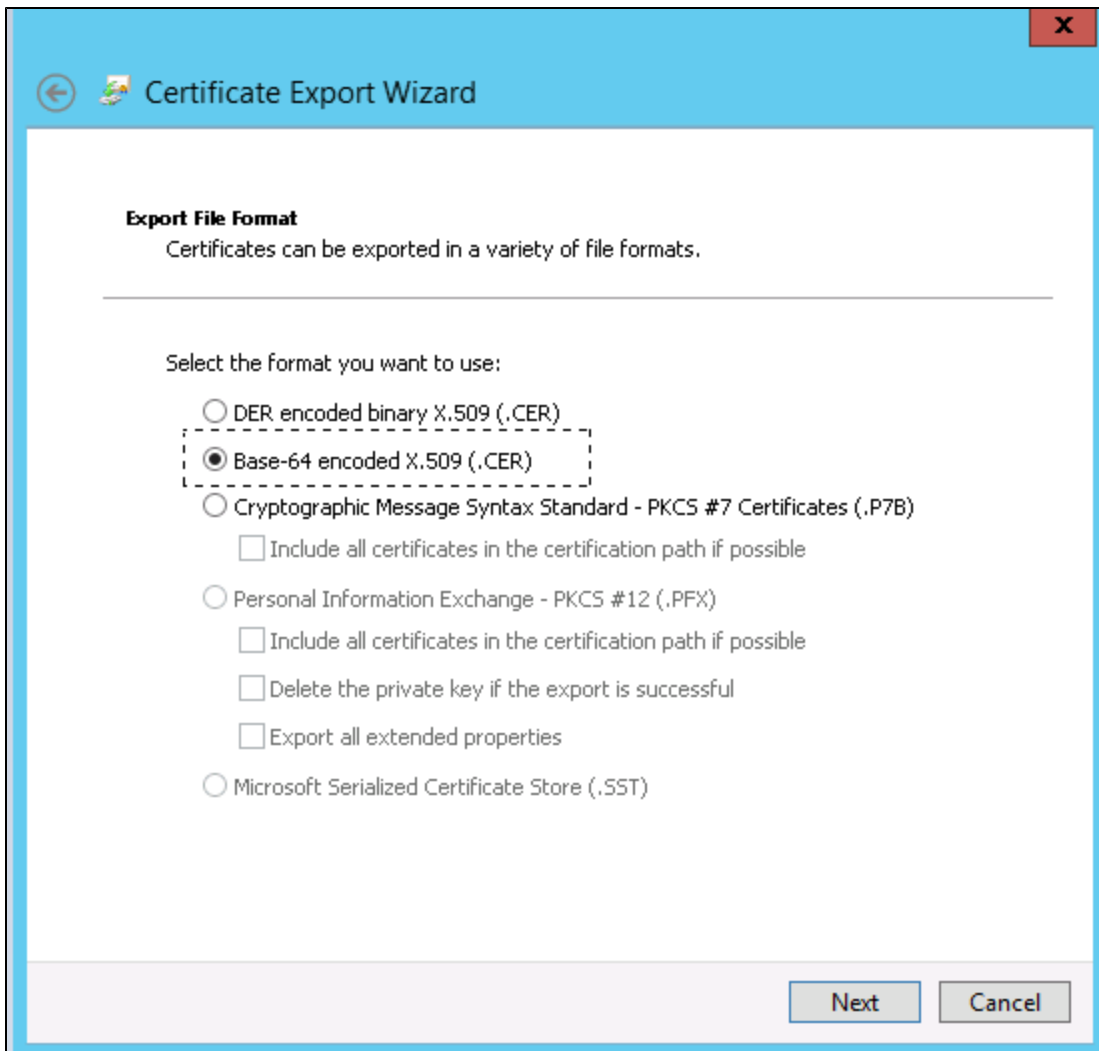 X
Certificate Export Wizard
Export File Format
Certificates can be exported in a variety of file formats.
Select the format you want to use:
DER encoded binary X.509 (.CER)
Base-64 encoded X.509 (.CER)
Cryptographic Message Syntax Standard - PKCS #7 Certificates (.P7B)
Include all certificates in the certification path if possible
Personal Information Exchange - PKCS #12 (.PFX)
Include all certificates in the certification path if possible
Delete the private key if the export is successful
Export all extended properties
Microsoft Serialized Certificate Store (.SST)
Next Cancel